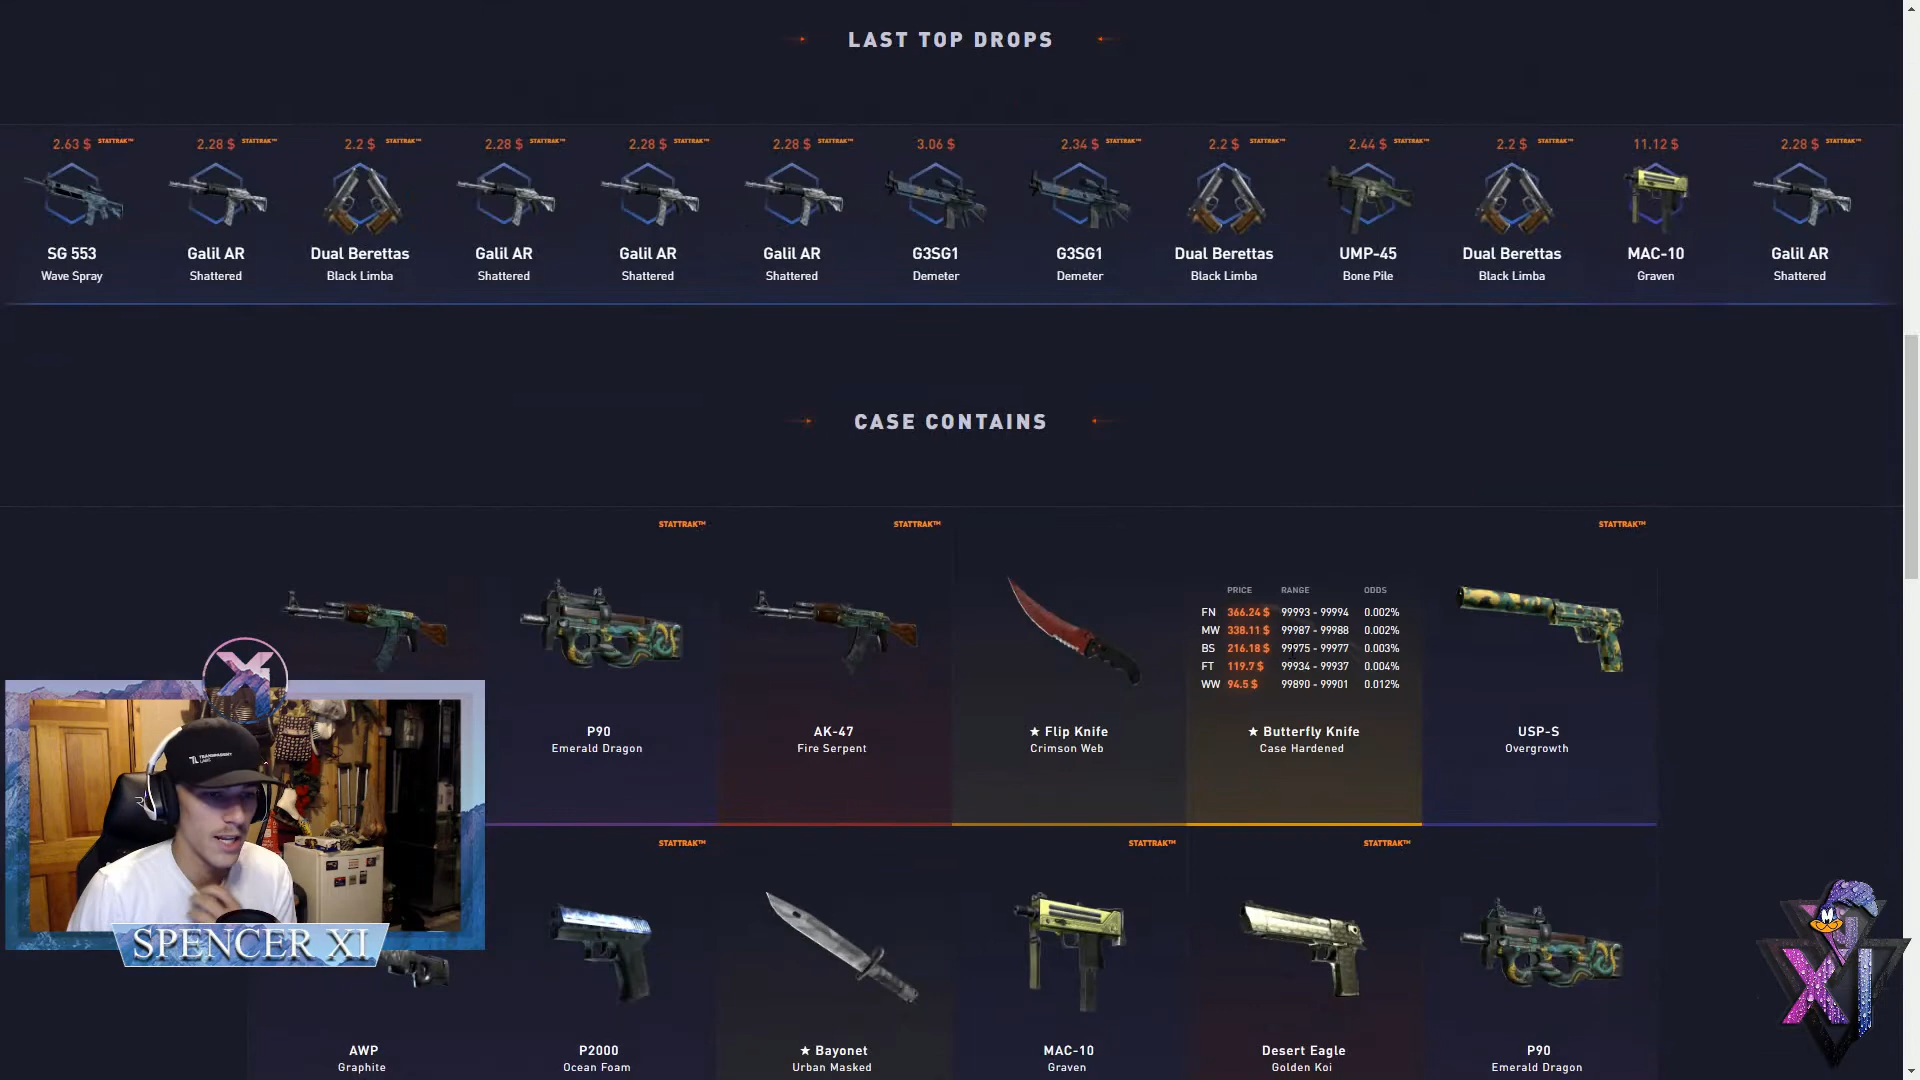 LAST TOP DROPS
2.63 $ STATTRAK™ 2.28 $ STATTRAK™ 2.2 $ STATTRAK™ 2.28 $ STATTRAK™ 2.28 $ STATTRAK™ 2.28 $ STATTRAK™ 3.06 $ 2.34 $ STATTRAK™ 2.2 $ STATTRAK™ 2.44 $ STATTRAK™ 2.2 $ STATTRAK™ 11.12 $ 2.28 $ STATTRAK™
SG 553 Galil AR Dual Berettas Galil AR Galil AR Galil AR G3SG1 G3SG1 Dual Berettas UMP-45 Dual Berettas MAC-10 Galil AR
Wave Spray Shattered Black Limba Shattered Shattered Shattered Demeter Demeter Black Limba Bone Pile Black Limba Graven Shattered
CASE CONTAINS
STATTRAK™ STATTRAK™ STATTRAK™
PRICE RANGE ODDS
FN 366.24 $ 99993 - 99994 0.002%
MW 338.11 $ 99987 - 99988 0.002%
BS 216.18 $ 99975 - 99977 0.003%
FT 119.7 $ 99934 - 99937 0.004%
WW 94.5 $ 99890 - 99901 0.012%
P90 AK-47 ★ Flip Knife ★ Butterfly Knife USP-S
Emerald Dragon Fire Serpent Crimson Web Case Hardened Overgrowth
STATTRAK™ STATTRAK™ STATTRAK™
TRANSPARENT
LABS
SPENCER XI
XI
AWP P2000 ★ Bayonet MAC-10 Desert Eagle P90
Graphite Ocean Foam Urban Masked Graven Golden Koi Emerald Dragon